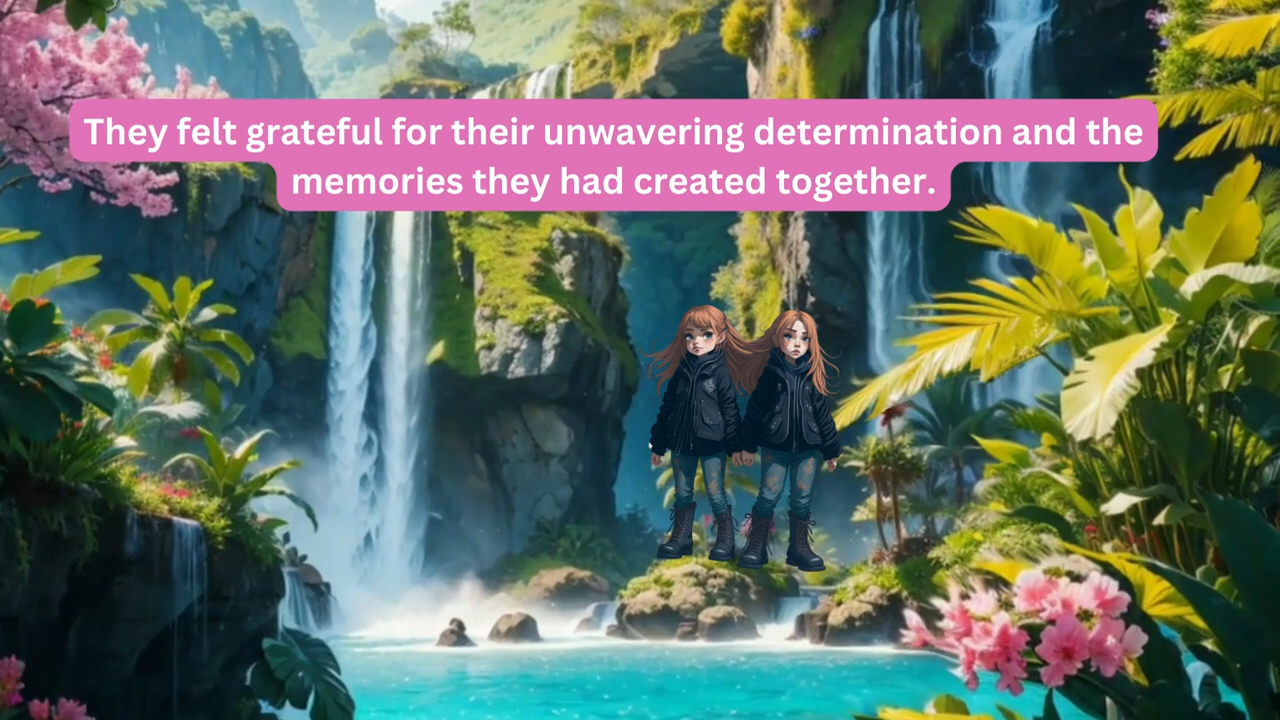 They felt grateful for their unwavering determination and the
memories they had created together.